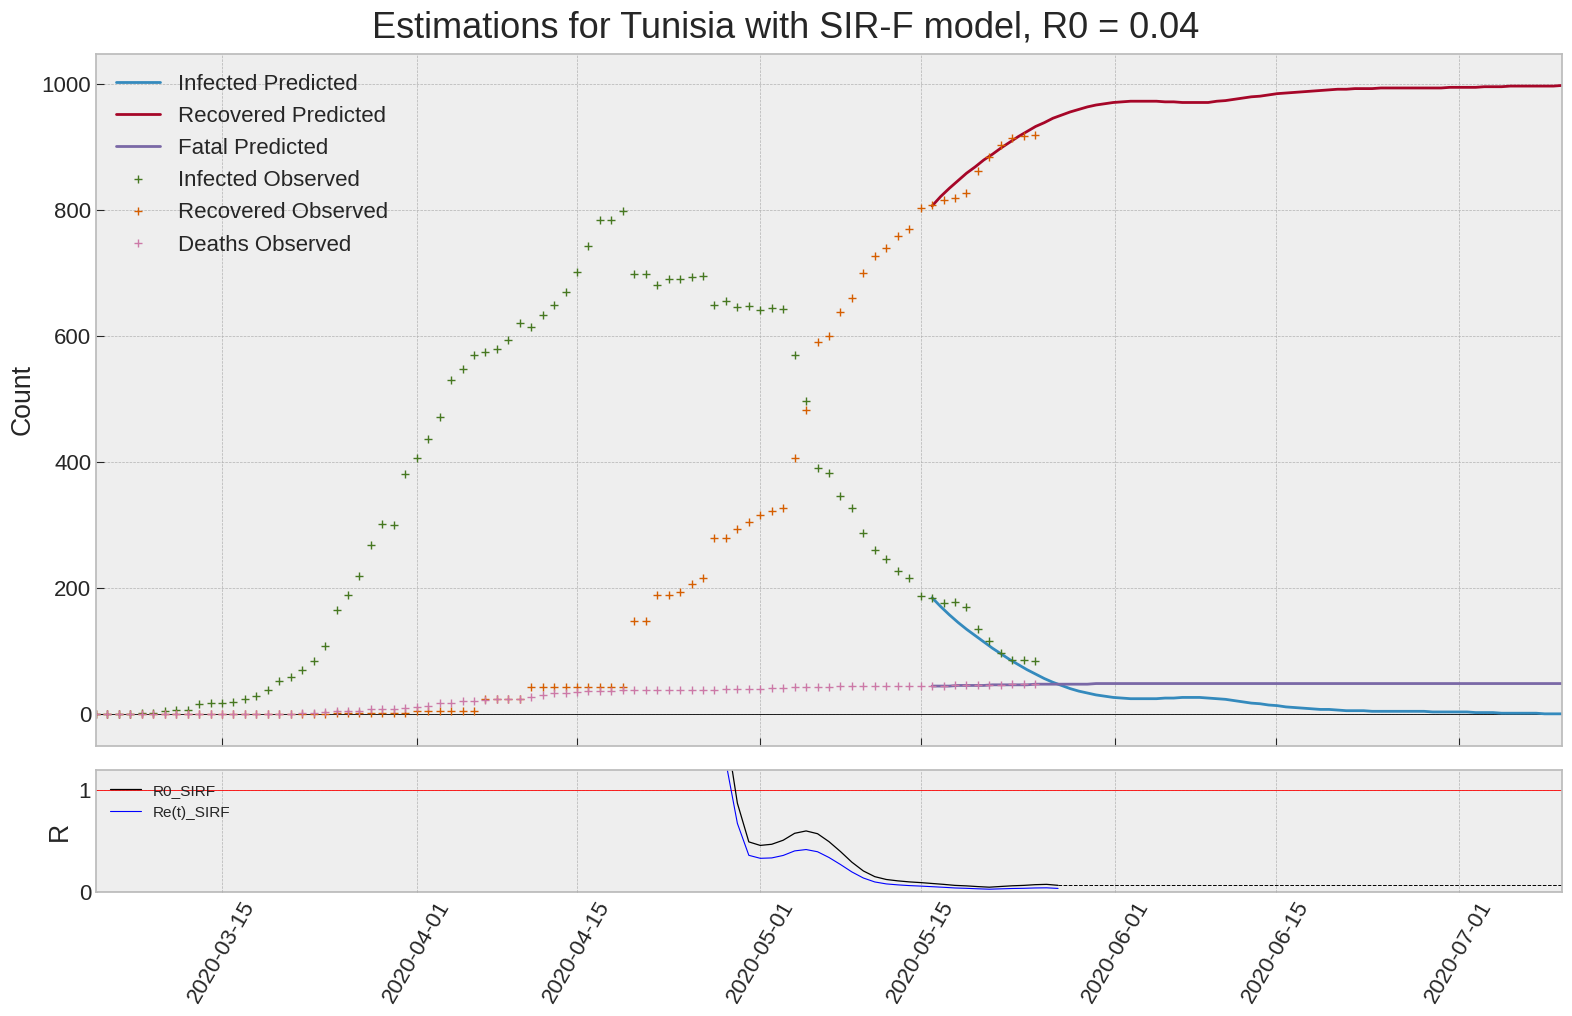 Estimations for Tunisia with SIR-F model, R0 = 0.04
Infected Predicted
Recovered Predicted
Fatal Predicted
Infected Observed
Recovered Observed
Deaths Observed
Count
1000
800
600
400
200
0
R0_SIRF
Re(t)_SIRF
R
1
0
2020-03-15
2020-04-01
2020-04-15
2020-05-01
2020-05-15
2020-06-01
2020-06-15
2020-07-01